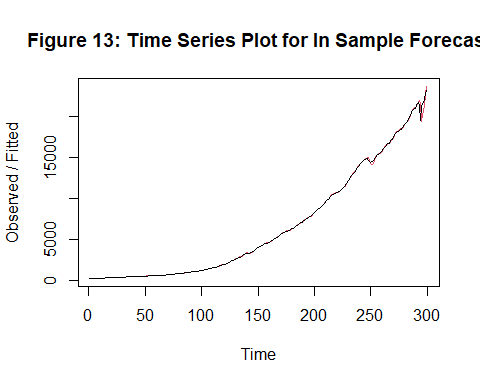 Figure 13: Time Series Plot for In Sample Forecas
Observed / Fitted
15000
5000
0
0 50 100 150 200 250 300
Time